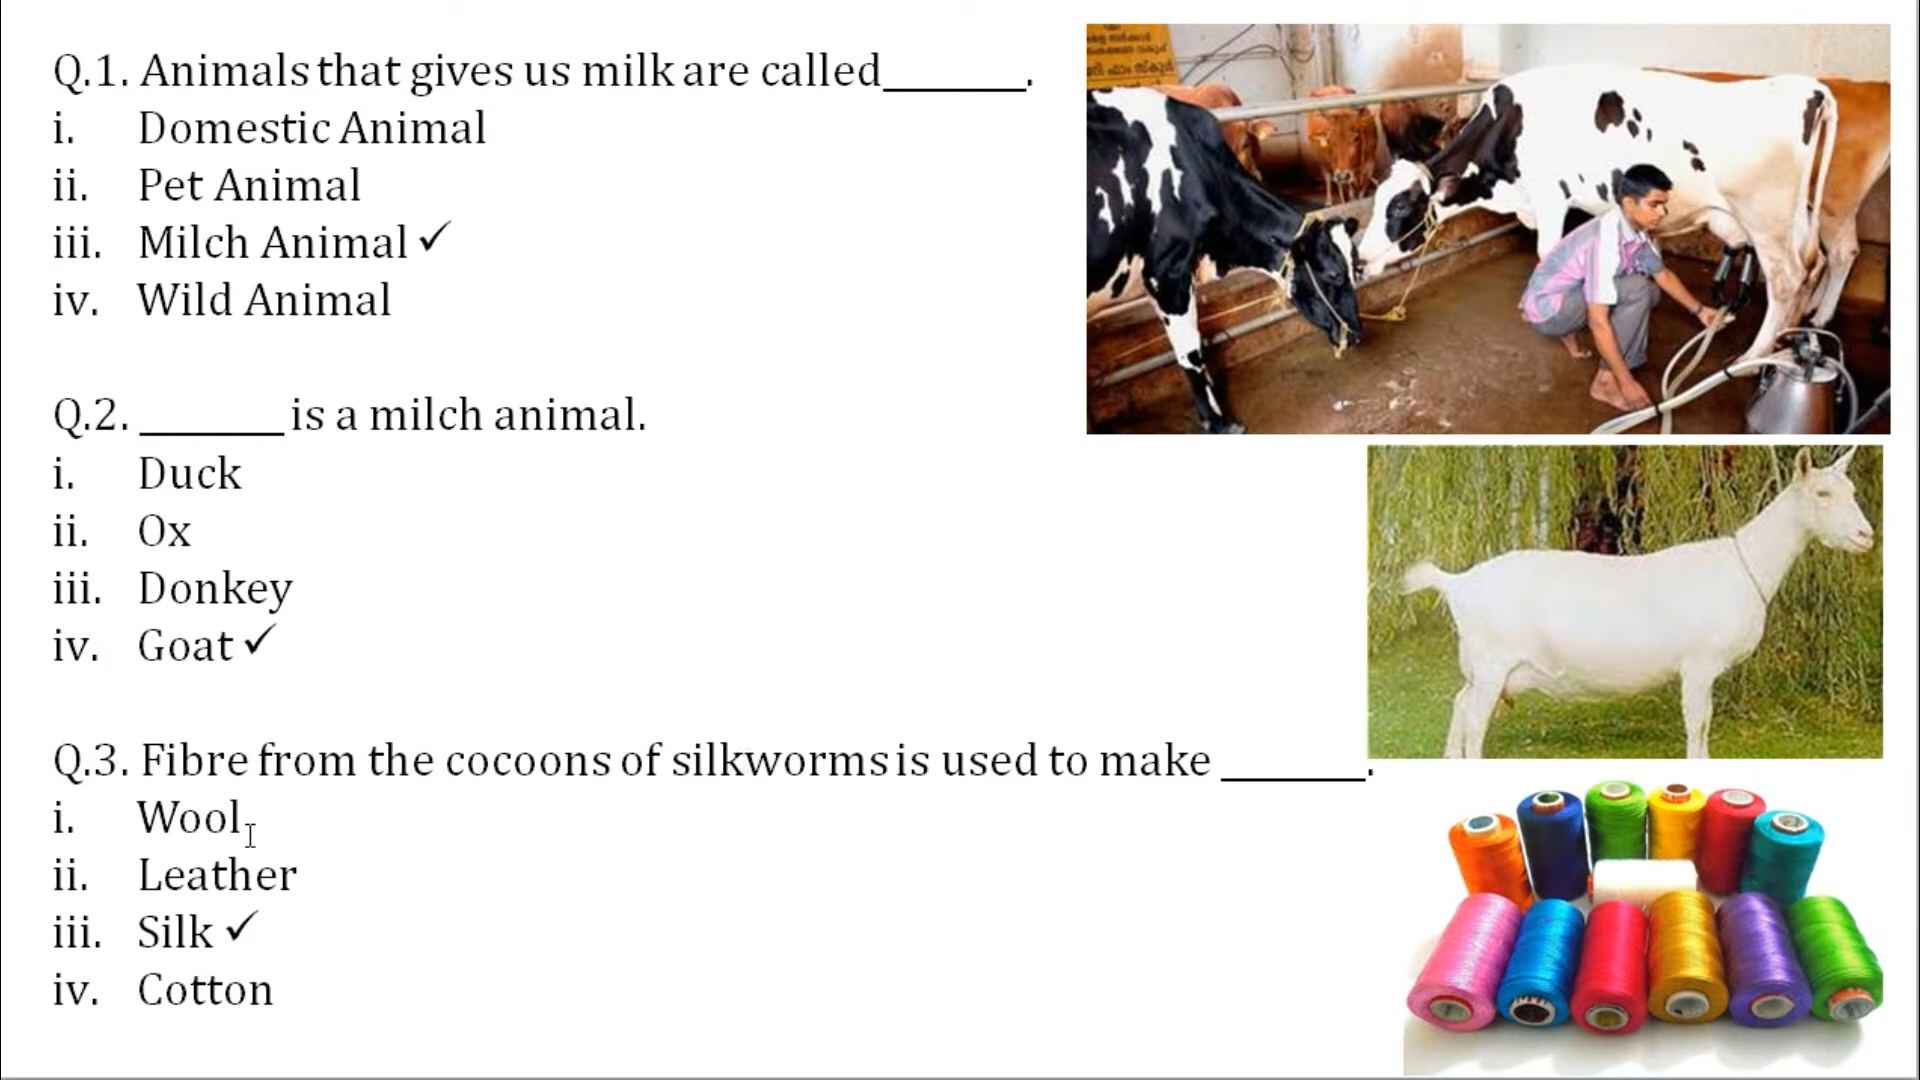 Q.1. Animals that gives us milk are called_______.
i. Domestic Animal
ii. Pet Animal
iii. Milch Animal ✓
iv. Wild Animal
Q.2. _______ is a milch animal.
i. Duck
ii. Ox
iii. Donkey
iv. Goat ✓
Q.3. Fibre from the cocoons of silkworms is used to make _______.
i. Wool
ii. Leather
iii. Silk ✓
iv. Cotton